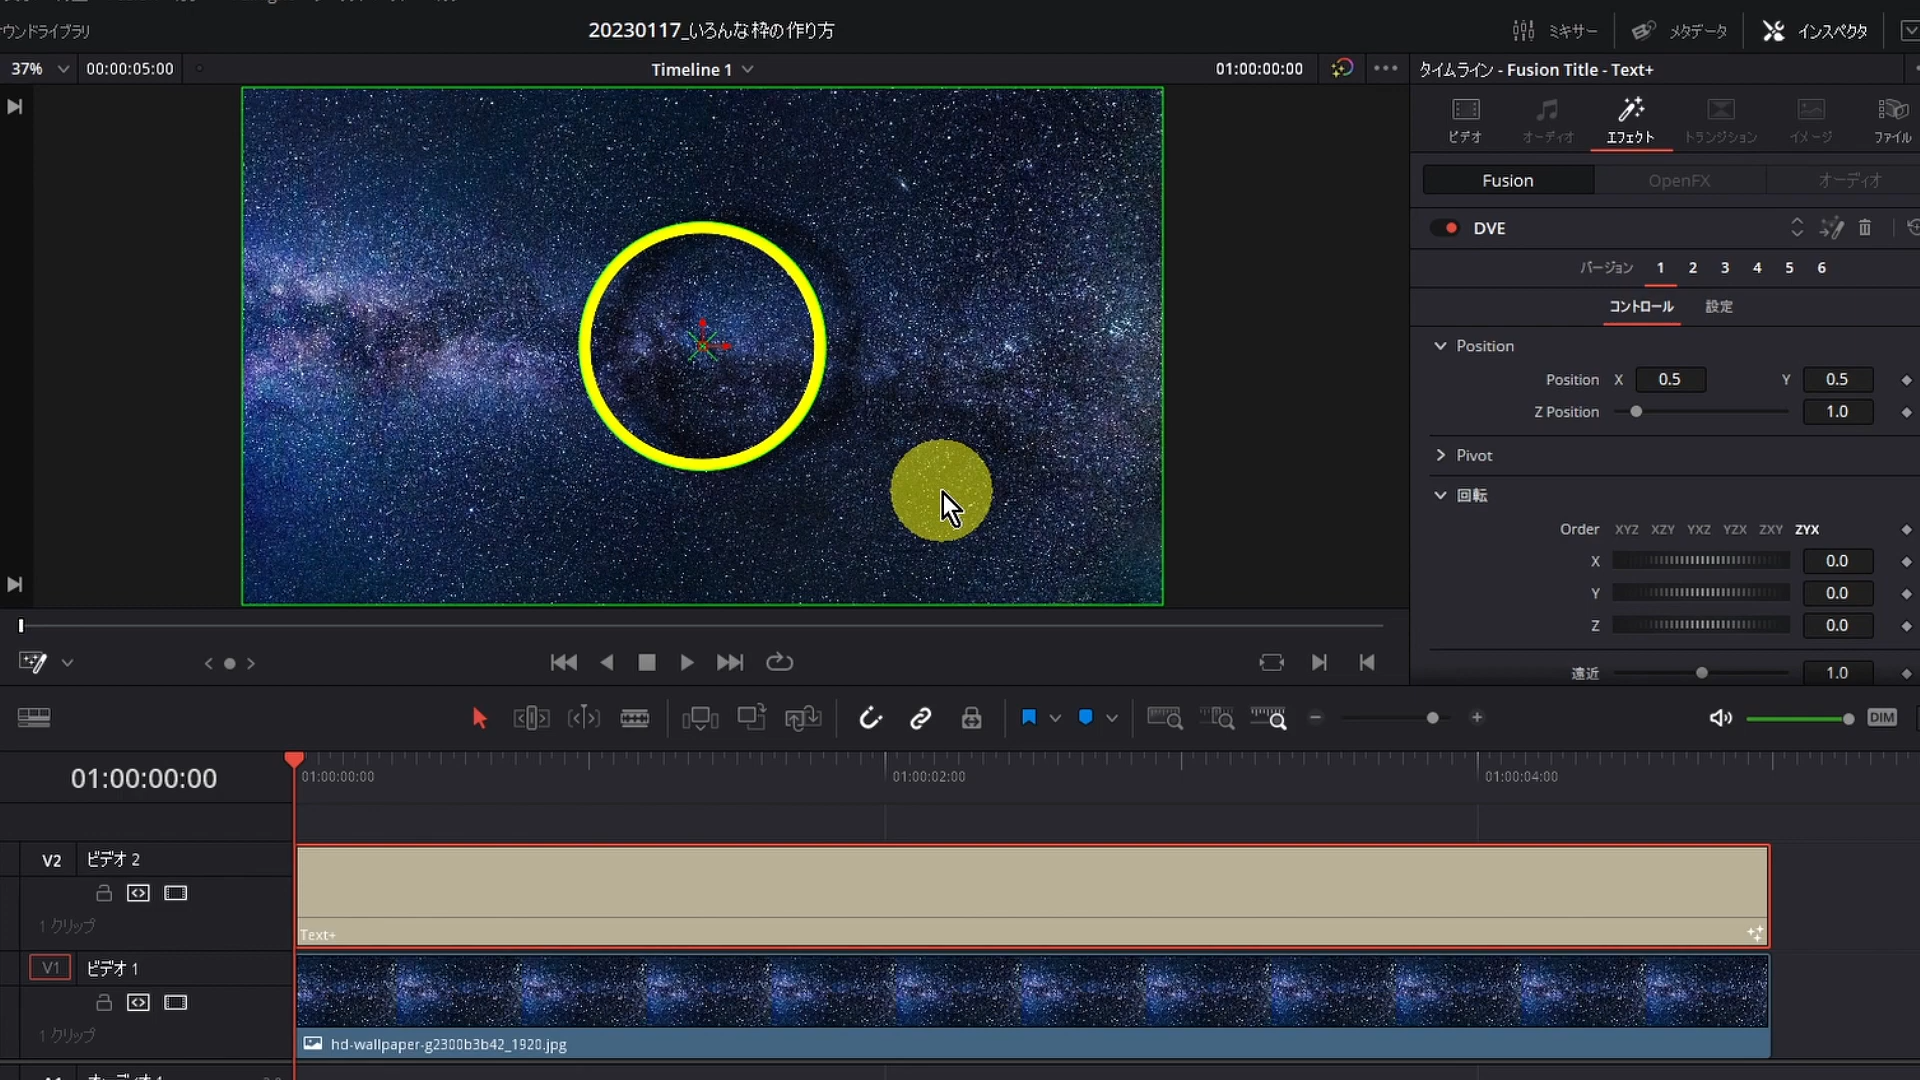 ウンドライブラリ
20230117_いろんな枠の作り方
ミキサー
メタデータ
インスペクタ
37%
00:00:05:00
Timeline 1
01:00:00:00
タイムライン - Fusion Title - Text+
ビデオ
オーディオ
エフェクト
トランジション
イメージ
ファイル
Fusion
OpenFX
オーディオ
DVE
バージョン 1 2 3 4 5 6
コントロール 設定
Position
Position X 0.5 Y 0.5
Z Position 1.0
Pivot
回転
Order XYZ XZY YXZ YZX ZXY ZYX
X 0.0
Y 0.0
Z 0.0
遠近 1.0
DIM
01:00:00:00
01:00:00:00
01:00:02:00
01:00:04:00
V2 ビデオ 2
1 クリップ
Text+
V1 ビデオ 1
1 クリップ
hd-wallpaper-g2300b3b42_1920.jpg